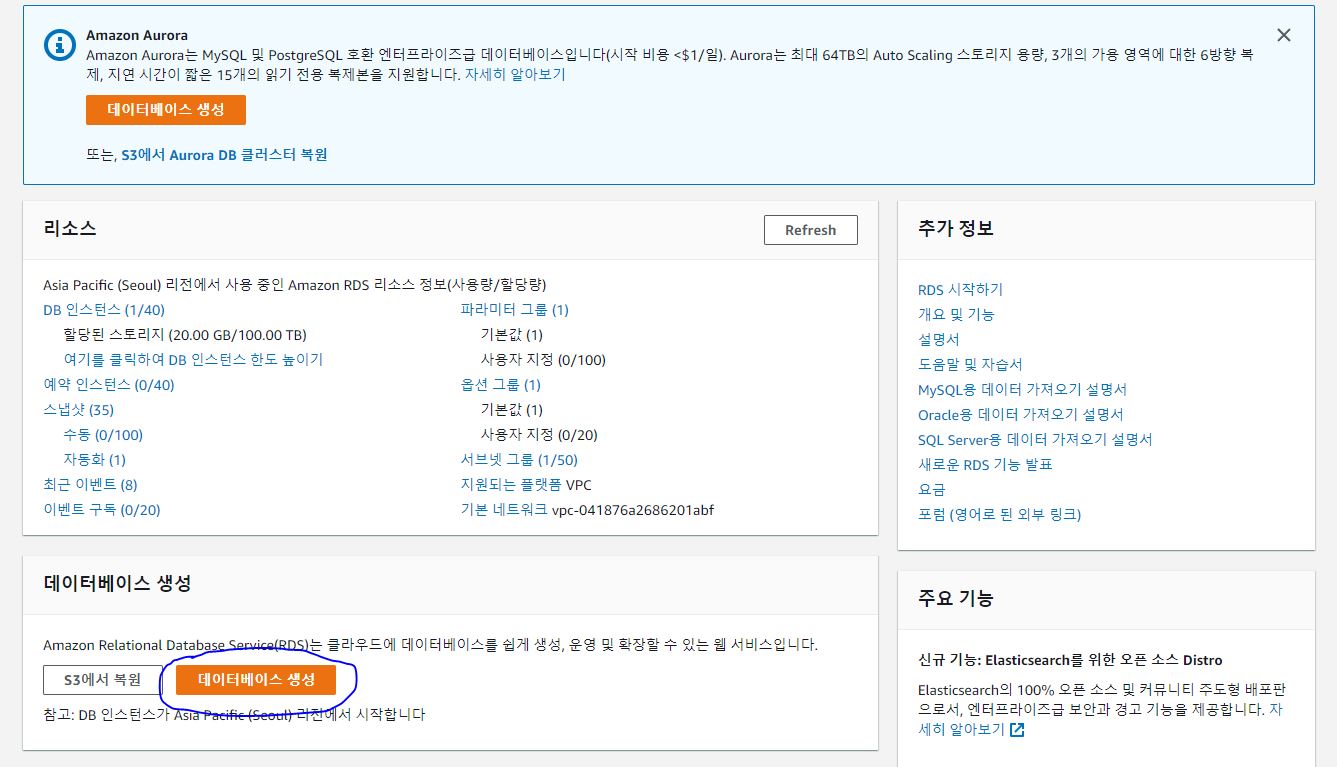 Amazon Aurora
Amazon Aurora는 MySQL 및 PostgreSQL 호환 엔터프라이즈급 데이터베이스입니다(시작 비용 <$1/일). Aurora는 최대 64TB의 Auto Scaling 스토리지 용량, 3개의 가용 영역에 대한 6방향 복
제, 지연 시간이 짧은 15개의 읽기 전용 복제본을 지원합니다. 자세히 알아보기
데이터베이스 생성
또는, S3에서 Aurora DB 클러스터 복원
리소스
Refresh
Asia Pacific (Seoul) 리전에서 사용 중인 Amazon RDS 리소스 정보(사용량/할당량)
DB 인스턴스 (1/40)
할당된 스토리지 (20.00 GB/100.00 TB)
여기를 클릭하여 DB 인스턴스 한도 높이기
예약 인스턴스 (0/40)
스냅샷 (35)
수동 (0/100)
자동화 (1)
최근 이벤트 (8)
이벤트 구독 (0/20)
파라미터 그룹 (1)
기본값 (1)
사용자 지정 (0/100)
옵션 그룹 (1)
기본값 (1)
사용자 지정 (0/20)
서브넷 그룹 (1/50)
지원되는 플랫폼 VPC
기본 네트워크 vpc-041876a2686201abf
데이터베이스 생성
Amazon Relational Database Service(RDS)는 클라우드에 데이터베이스를 쉽게 생성, 운영 및 확장할 수 있는 웹 서비스입니다.
S3에서 복원
데이터베이스 생성
참고: DB 인스턴스가 Asia Pacific (Seoul) 리전에서 시작합니다
추가 정보
RDS 시작하기
개요 및 기능
설명서
도움말 및 자습서
MySQL용 데이터 가져오기 설명서
Oracle용 데이터 가져오기 설명서
SQL Server용 데이터 가져오기 설명서
새로운 RDS 기능 발표
요금
포럼 (영어로 된 외부 링크)
주요 기능
신규 기능: Elasticsearch를 위한 오픈 소스 Distro
Elasticsearch의 100% 오픈 소스 및 커뮤니티 주도형 배포판
으로서, 엔터프라이즈급 보안과 경고 기능을 제공합니다. 자
세히 알아보기